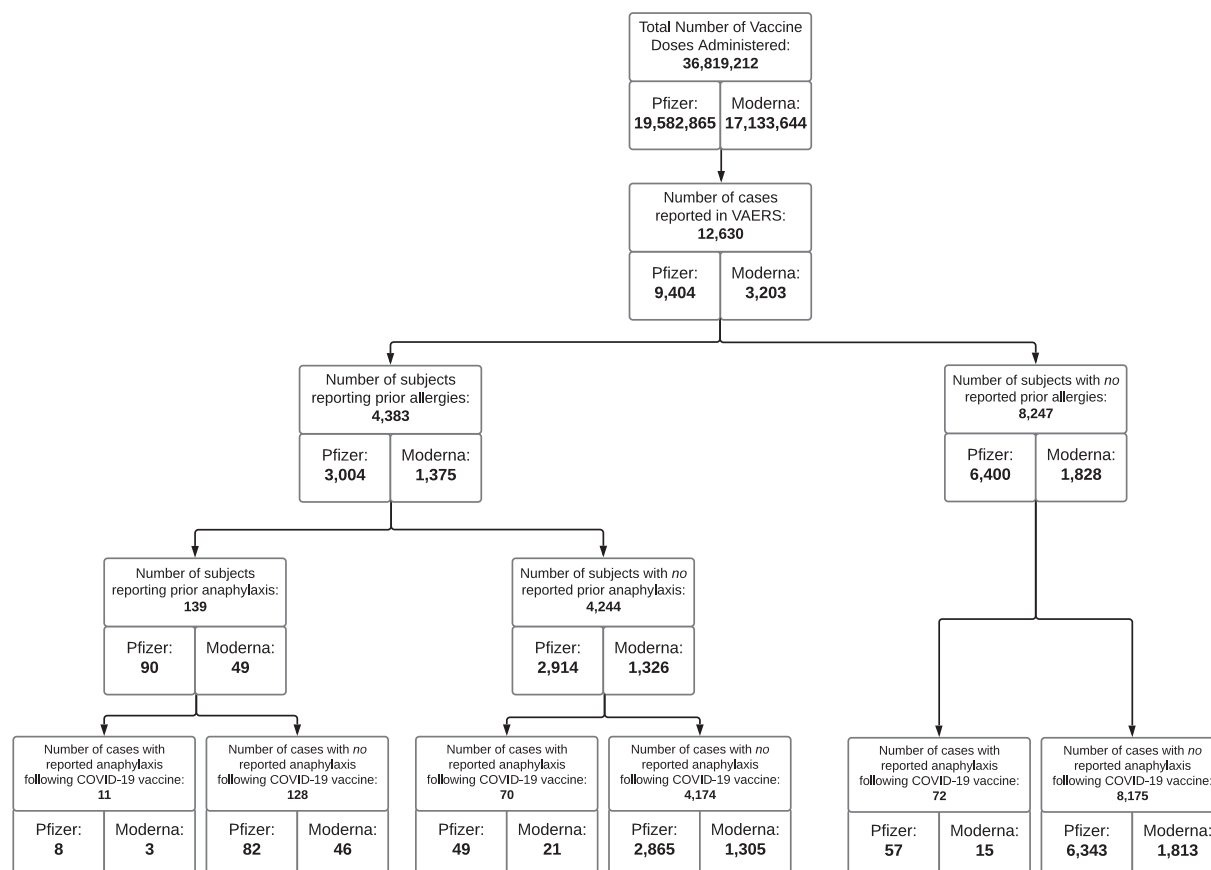 Total Number of Vaccine
Doses Administered:
36,819,212
Pfizer:
19,582,865
Moderna:
17,133,644
Number of cases
reported in VAERS:
12,630
Pfizer:
9,404
Moderna:
3,203
Number of subjects
reporting prior allergies:
4,383
Pfizer:
3,004
Moderna:
1,375
Number of subjects with no
reported prior allergies:
8,247
Pfizer:
6,400
Moderna:
1,828
Number of subjects
reporting prior anaphylaxis:
139
Pfizer:
90
Moderna:
49
Number of subjects with no
reported prior anaphylaxis:
4,244
Pfizer:
2,914
Moderna:
1,326
Number of cases with
reported anaphylaxis
following COVID-19 vaccine:
11
Pfizer:
8
Moderna:
3
Number of cases with no
reported anaphylaxis
following COVID-19 vaccine:
128
Pfizer:
82
Moderna:
46
Number of cases with
reported anaphylaxis
following COVID-19 vaccine:
70
Pfizer:
49
Moderna:
21
Number of cases with no
reported anaphylaxis
following COVID-19 vaccine:
4,174
Pfizer:
2,865
Moderna:
1,305
Number of cases with
reported anaphylaxis
following COVID-19 vaccine:
72
Pfizer:
57
Moderna:
15
Number of cases with no
reported anaphylaxis
following COVID-19 vaccine:
8,175
Pfizer:
6,343
Moderna:
1,813